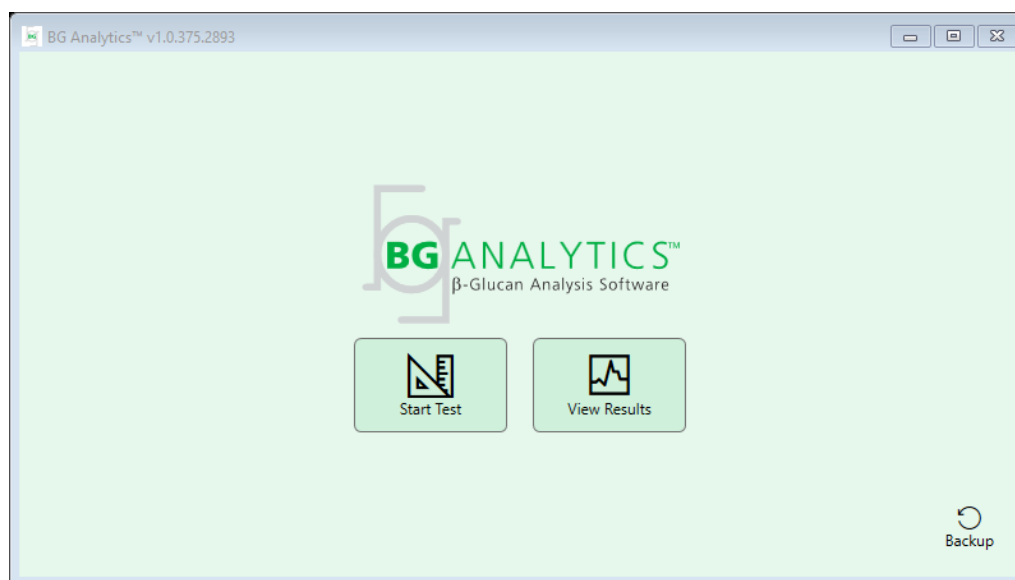 BG Analytics™ v1.0.375.2893
BG ANALYTICS™
β-Glucan Analysis Software
Start Test
View Results
Backup